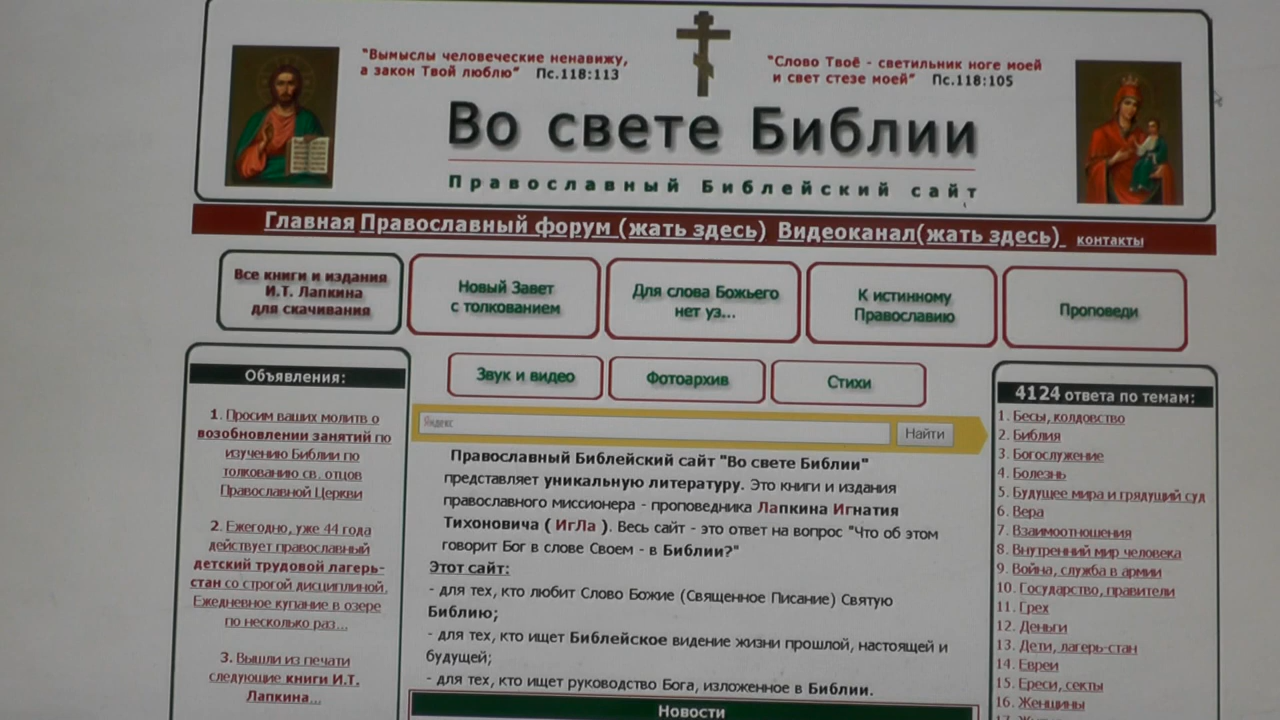 "Вымыслы человеческие ненавижу,
а закон Твой люблю" Пс.118:113
"Слово Твоё - светильник ноге моей
и свет стезе моей" Пс.118:105
Во свете Библии
Православный Библейский сайт
Главная Православный форум (жать здесь) Видеоканал(жать здесь) контакты
Все книги и издания
И.Т. Лапкина
для скачивания
Новый Завет
с толкованием
Для слова Божьего
нет уз...
К истинному
Православию
Проповеди
Звук и видео
Фотоархив
Стихи
Объявления:
1. Просим ваших молитв о
возобновлении занятий по
изучению Библии по
толкованию св. отцов
Православной Церкви
2. Ежегодно, уже 44 года
действует православный
детский трудовой лагерь-
стан со строгой дисциплиной.
Ежедневное купание в озере
по несколько раз...
3. Вышли из печати
следующие книги И.Т.
Лапкина...
Яндекс
Найти
Православный Библейский сайт "Во свете Библии"
представляет уникальную литературу. Это книги и издания
православного миссионера - проповедника Лапкина Игнатия
Тихоновича ( ИгЛа ). Весь сайт - это ответ на вопрос "Что об этом
говорит Бог в слове Своем - в Библии?"
Этот сайт:
- для тех, кто любит Слово Божие (Священное Писание) Святую
Библию;
- для тех, кто ищет Библейское видение жизни прошлой, настоящей и
будущей;
- для тех, кто ищет руководство Бога, изложенное в Библии.
Новости
4124 ответа по темам:
1. Бесы, колдовство
2. Библия
3. Богослужение
4. Болезнь
5. Будущее мира и грядущий суд
6. Вера
7. Взаимоотношения
8. Внутренний мир человека
9. Война, служба в армии
10. Государство, правители
11. Грех
12. Деньги
13. Дети, лагерь-стан
14. Евреи
15. Ереси, секты
16. Женщины